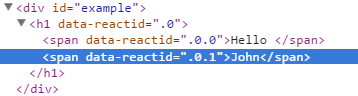 <div id="example">
<h1 data-reactid=".0">
<span data-reactid=".0.0">Hello </span>
<span data-reactid=".0.1">John</span>
</h1>
</div>